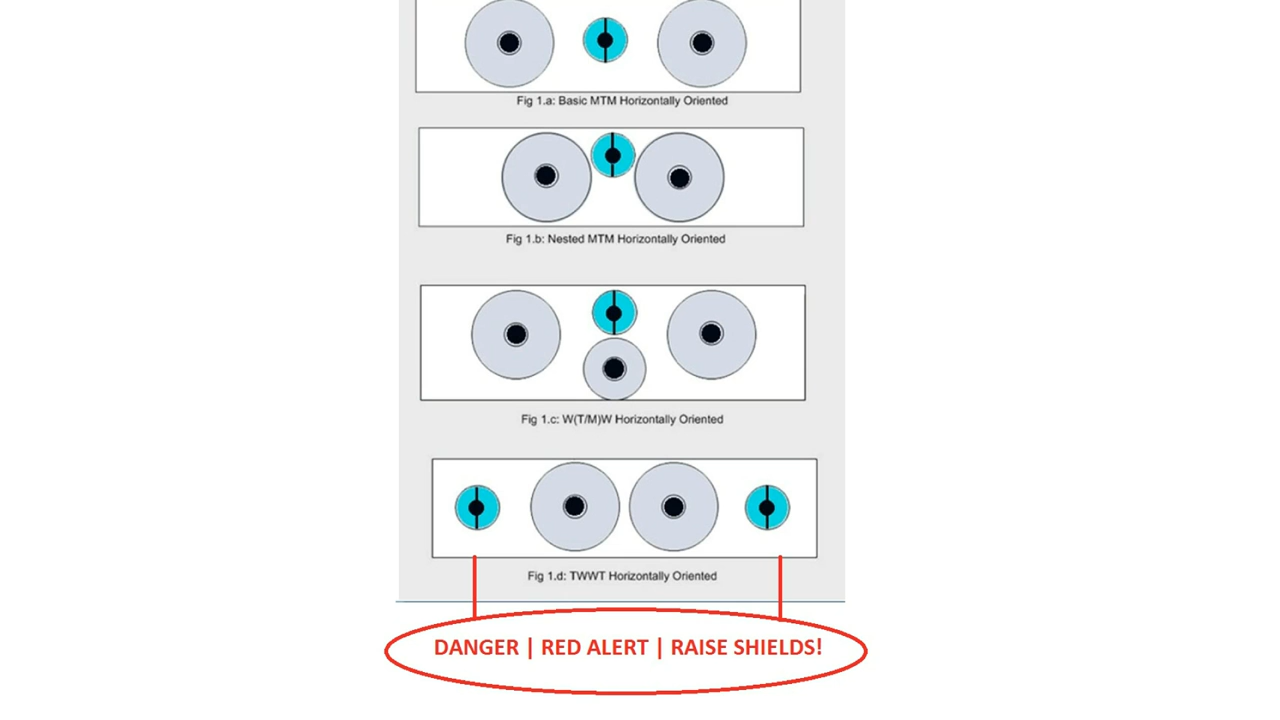 Fig 1.a: Basic MTM Horizontally Oriented
Fig 1.b: Nested MTM Horizontally Oriented
Fig 1.c: W(T/M)W Horizontally Oriented
Fig 1.d: TWWT Horizontally Oriented
DANGER | RED ALERT | RAISE SHIELDS!